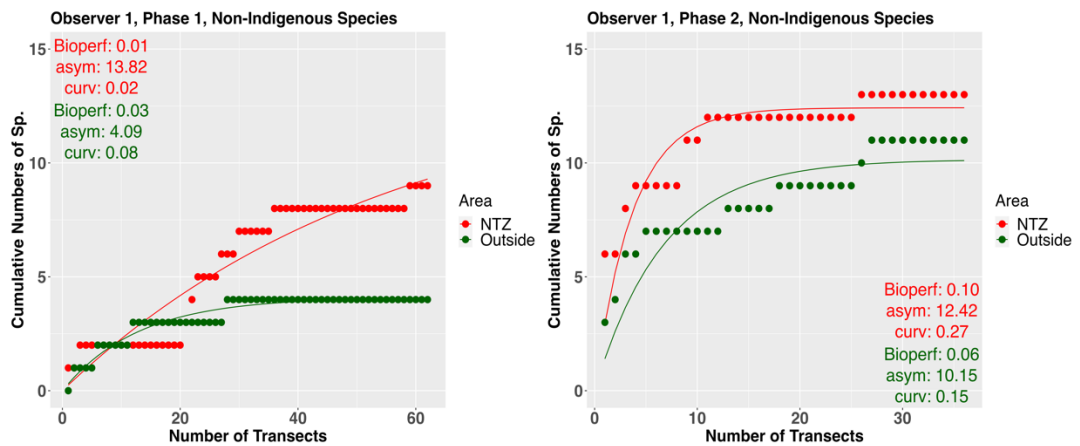 Observer 1, Phase 1, Non-Indigenous Species
15
10
5
0
Cumulative Numbers of Sp.
Bioperf: 0.01
asym: 13.82
curv: 0.02
Bioperf: 0.03
asym: 4.09
curv: 0.08
0
20
40
60
Number of Transects
Area
NTZ
Outside
Observer 1, Phase 2, Non-Indigenous Species
15
10
5
0
Cumulative Numbers of Sp.
Bioperf: 0.10
asym: 12.42
curv: 0.27
Bioperf: 0.06
asym: 10.15
curv: 0.15
0
10
20
30
Number of Transects
Area
NTZ
Outside